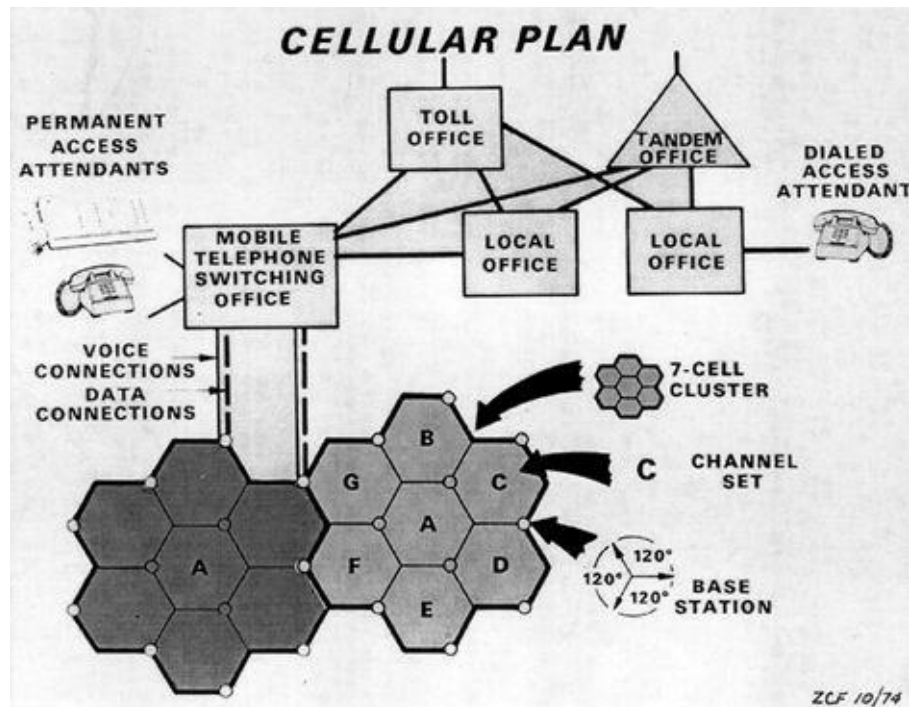 CELLULAR PLAN
PERMANENT
ACCESS
ATTENDANTS
TOLL
OFFICE
TANDEM
OFFICE
DIALED
ACCESS
ATTENDANT
MOBILE
TELEPHONE
SWITCHING
OFFICE
LOCAL
OFFICE
LOCAL
OFFICE
VOICE
CONNECTIONS
DATA
CONNECTIONS
7-CELL
CLUSTER
B
G
C
A
F
D
E
A
C
CHANNEL
SET
120°
120°
120°
BASE
STATION
ZCF 10/74